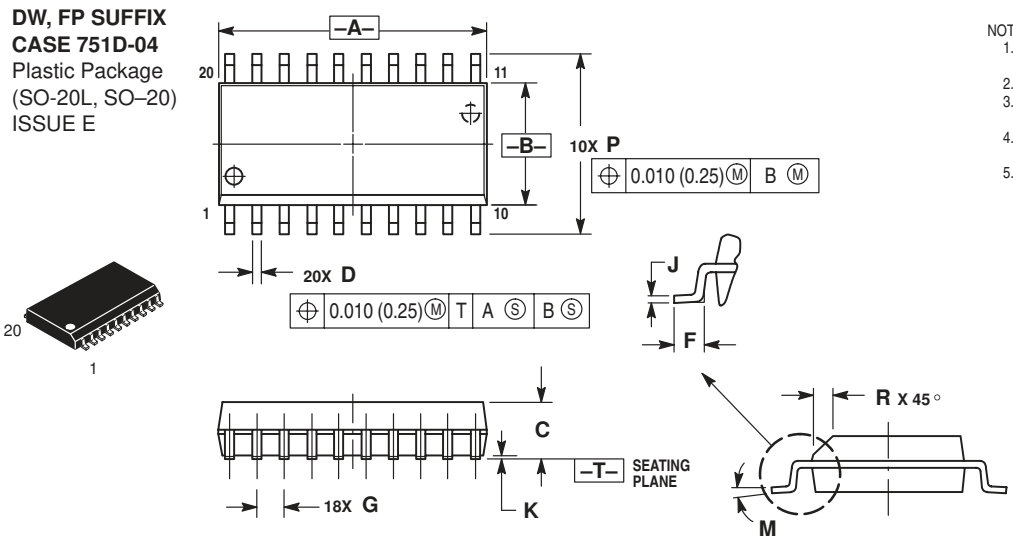 DW, FP SUFFIX
CASE 751D-04
Plastic Package
(SO-20L, SO–20)
ISSUE E
–A–
20
11
–B–
10X P
0.010 (0.25) Ⓜ B Ⓜ
1
10
20X D
0.010 (0.25) Ⓜ T A Ⓢ B Ⓢ
20
1
J
F
R X 45°
C
–T– SEATING
PLANE
18X G
K
M
NOT
1.
2.
3.
4.
5.